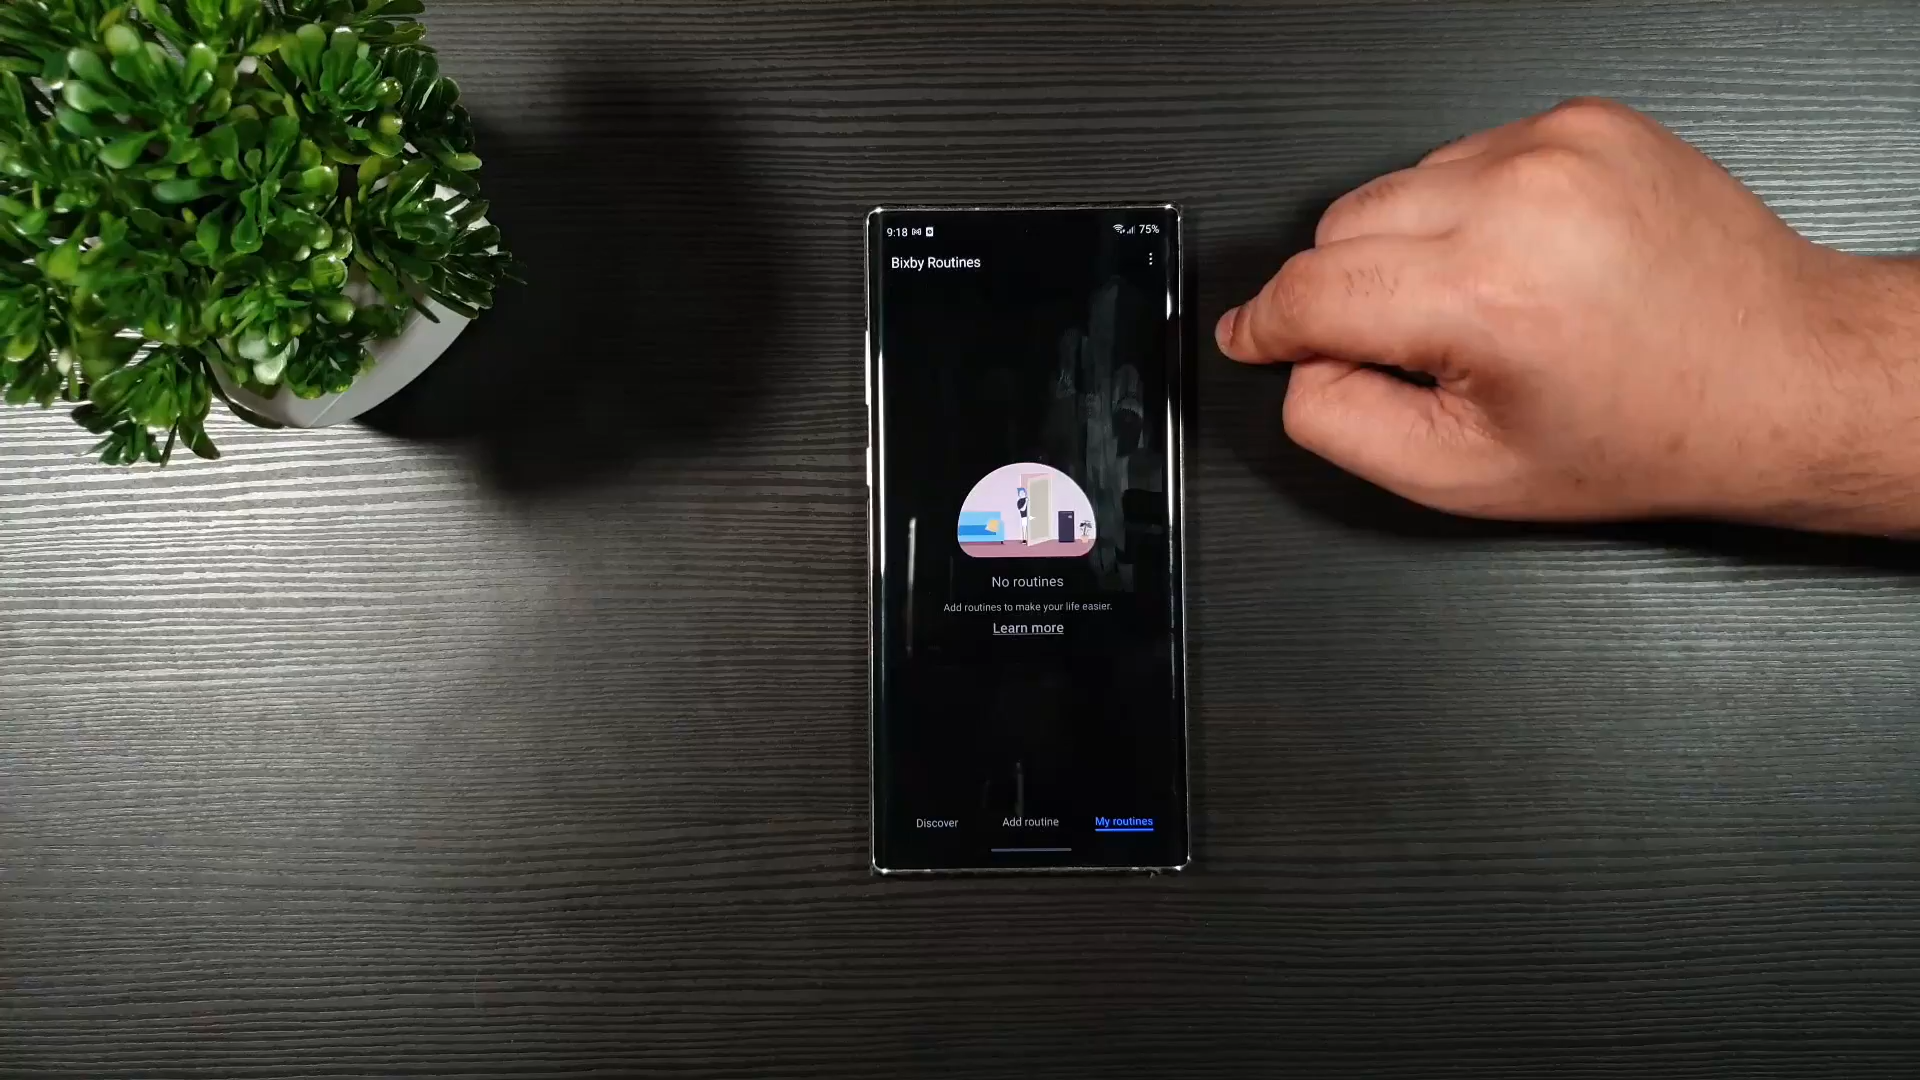 9:18 75%
Bixby Routines
No routines
Add routines to make your life easier.
Learn more
Discover Add routine My routines